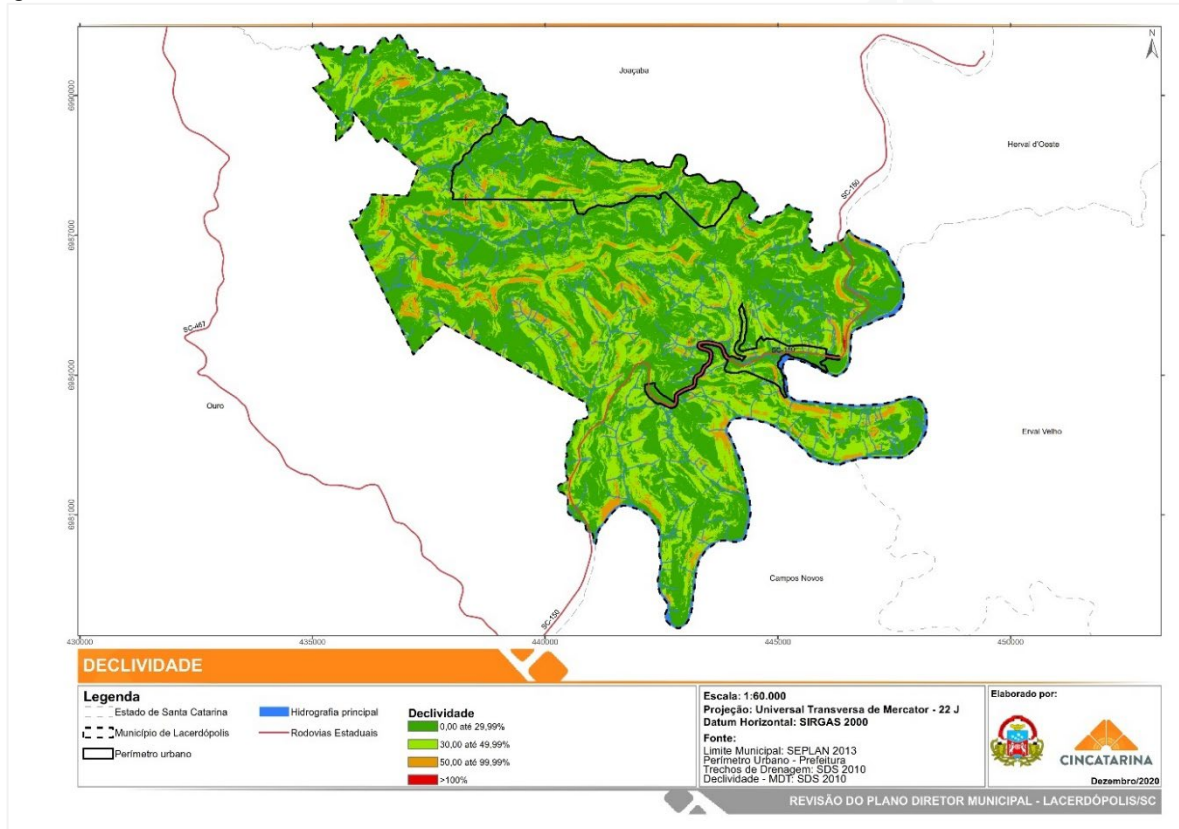 N
Joaçaba
6990000
Herval d'Oeste
SC-150
6987000
SC-467
SC-150
6984000
Ouro
Erval Velho
6981000
Campos Novos
SC-150
430000 435000 440000 445000 450000
DECLIVIDADE
Legenda
Estado de Santa Catarina
Município de Lacerdópolis
Perímetro urbano
Hidrografia principal
Rodovias Estaduais
Declividade
0,00 até 29,99%
30,00 até 49,99%
50,00 até 99.99%
>100%
Escala: 1:60.000
Projeção: Universal Transversa de Mercator - 22 J
Datum Horizontal: SIRGAS 2000
Fonte:
Limite Municipal: SEPLAN 2013
Perímetro Urbano - Prefeitura
Trechos de Drenagem: SDS 2010
Declividade - MDT: SDS 2010
Elaborado por:
CINCATARINA
Dezembro/2020
REVISÃO DO PLANO DIRETOR MUNICIPAL - LACERDÓPOLIS/SC